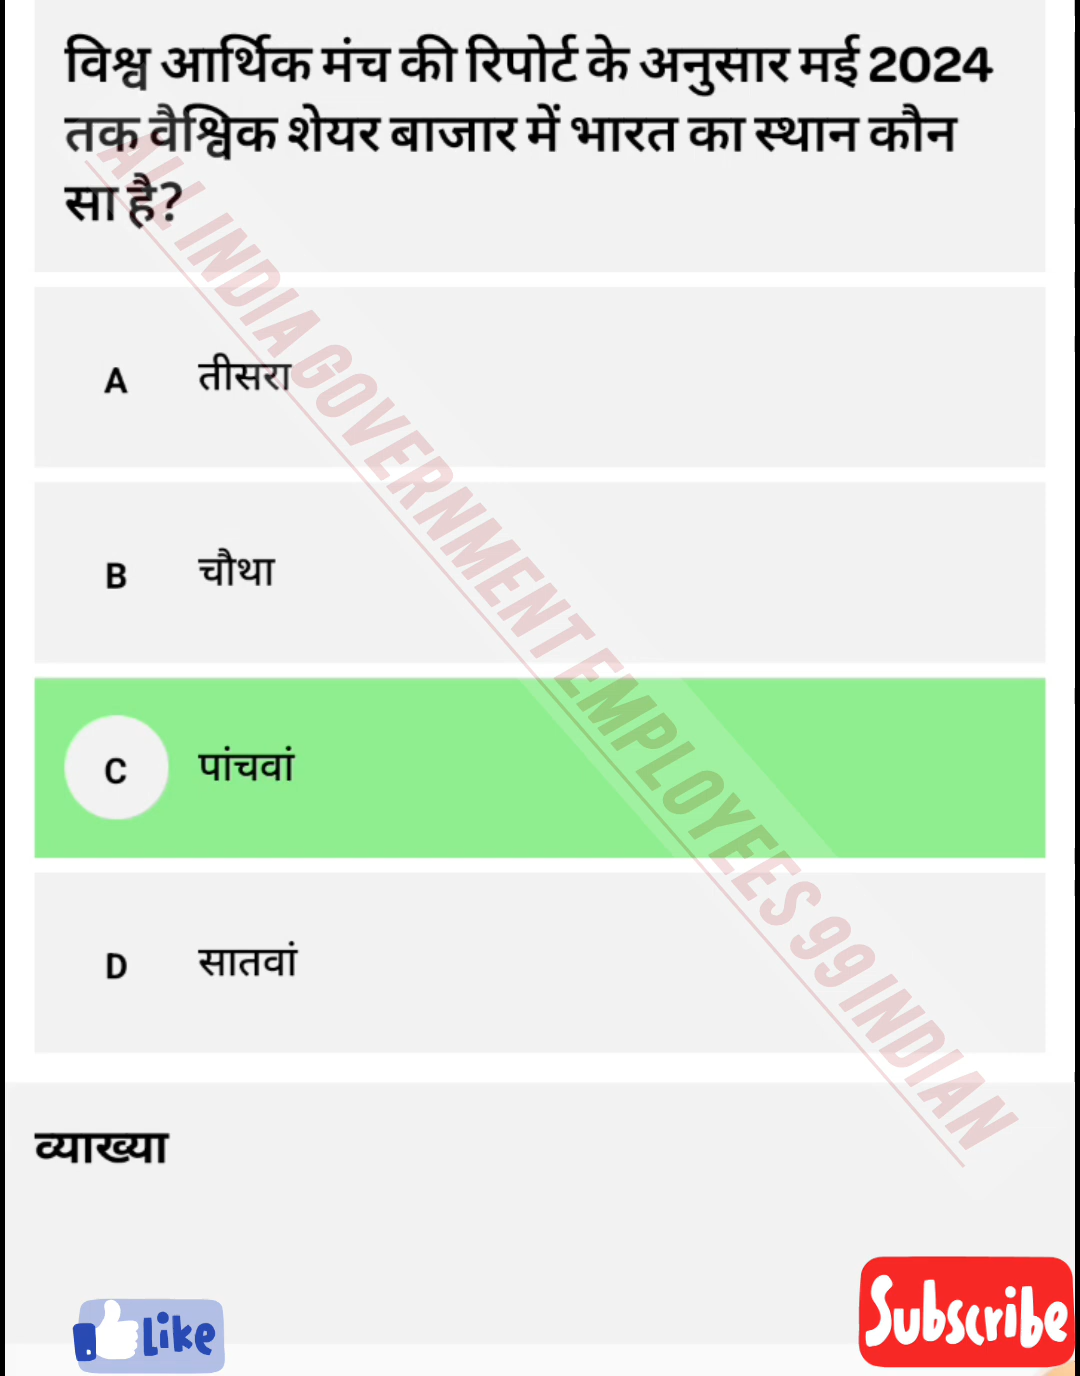 विश्व आर्थिक मंच की रिपोर्ट के अनुसार मई 2024
तक वैश्विक शेयर बाजार में भारत का स्थान कौन
सा है?
A तीसरा
B चौथा
C पांचवां
D सातवां
ALL INDIA GOVERNMENT EMPLOYEES 99 INDIAN
व्याख्या
Like
Subscribe